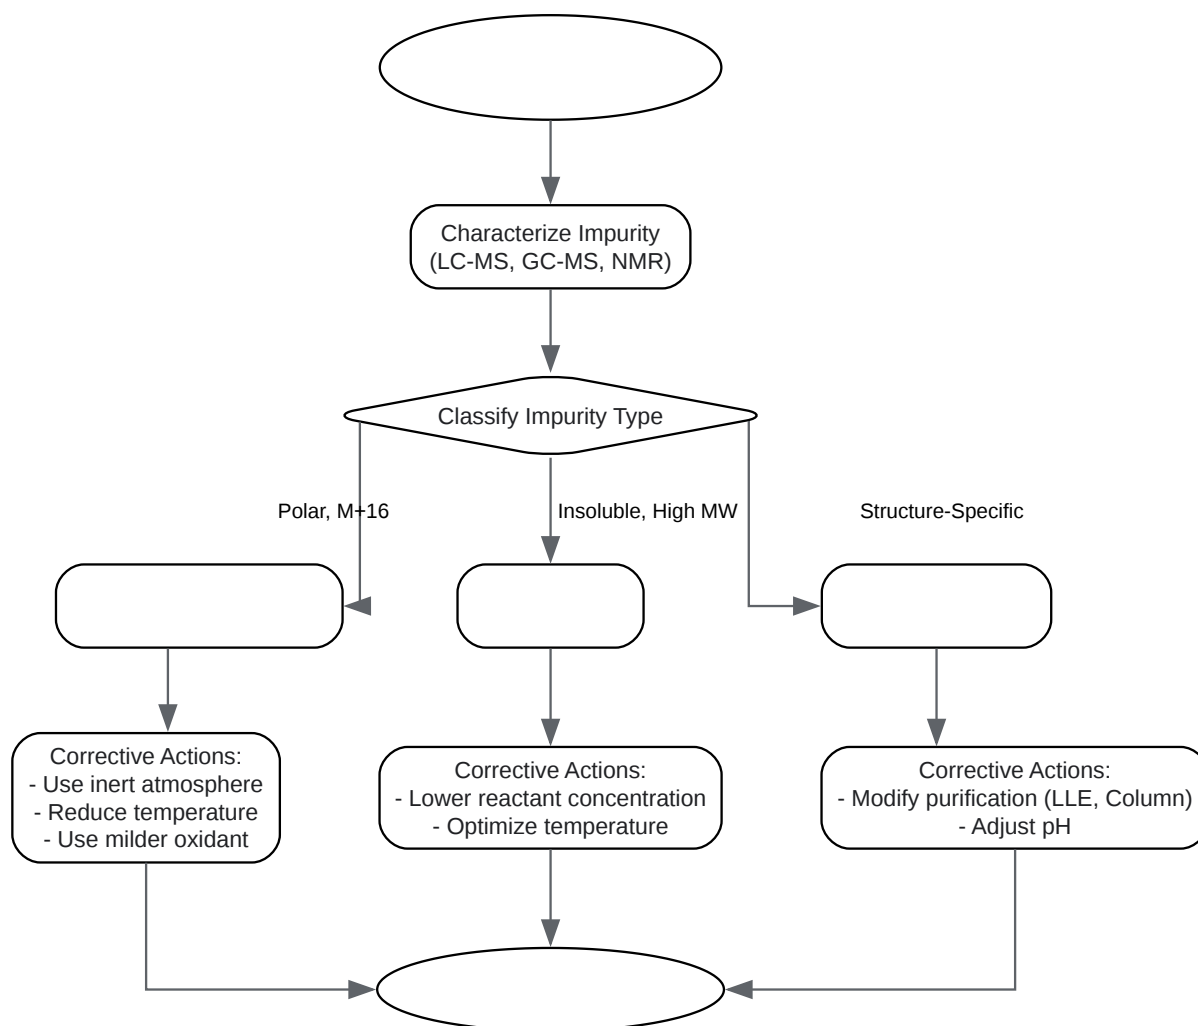 Characterize Impurity
(LC-MS, GC-MS, NMR)
Classify Impurity Type
Polar, M+16
Insoluble, High MW
Structure-Specific
Corrective Actions:
- Use inert atmosphere
- Reduce temperature
- Use milder oxidant
Corrective Actions:
- Lower reactant concentration
- Optimize temperature
Corrective Actions:
- Modify purification (LLE, Column)
- Adjust pH